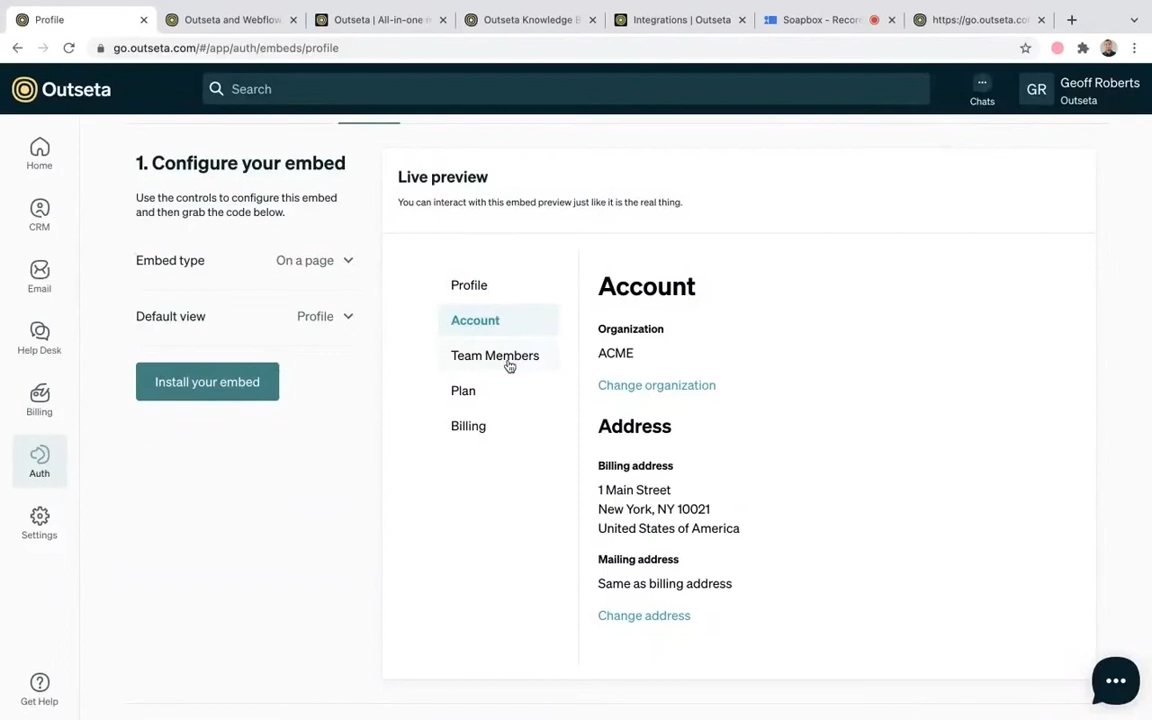 Profile
Outseta and Webflow
Outseta | All-in-one m
Outseta Knowledge B
Integrations | Outseta
Soapbox - Recor
https://go.outseta.co
go.outseta.com/#/app/auth/embeds/profile
Outseta
Search
Chats
GR
Geoff Roberts
Outseta
Home
CRM
Email
Help Desk
Billing
Auth
Settings
Get Help
1. Configure your embed
Use the controls to configure this embed
and then grab the code below.
Embed type On a page
Default view Profile
Install your embed
Live preview
You can interact with this embed preview just like it is the real thing.
Profile
Account
Team Members
Plan
Billing
Account
Organization
ACME
Change organization
Address
Billing address
1 Main Street
New York, NY 10021
United States of America
Mailing address
Same as billing address
Change address